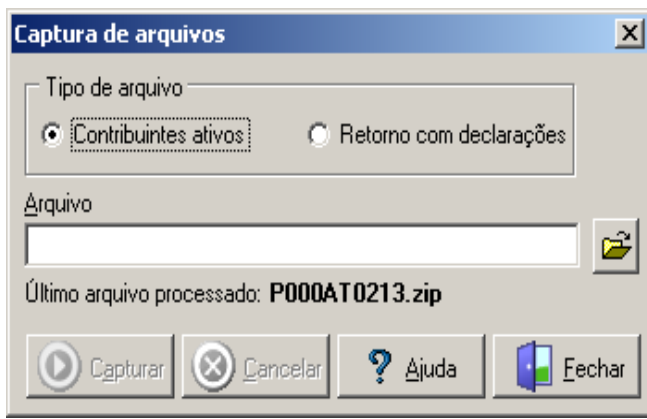 Captura de arquivos
Tipo de arquivo
Contribuintes ativos Retorno com declarações
Arquivo
Último arquivo processado: P000AT0213.zip
Capturar Cancelar Ajuda Fechar